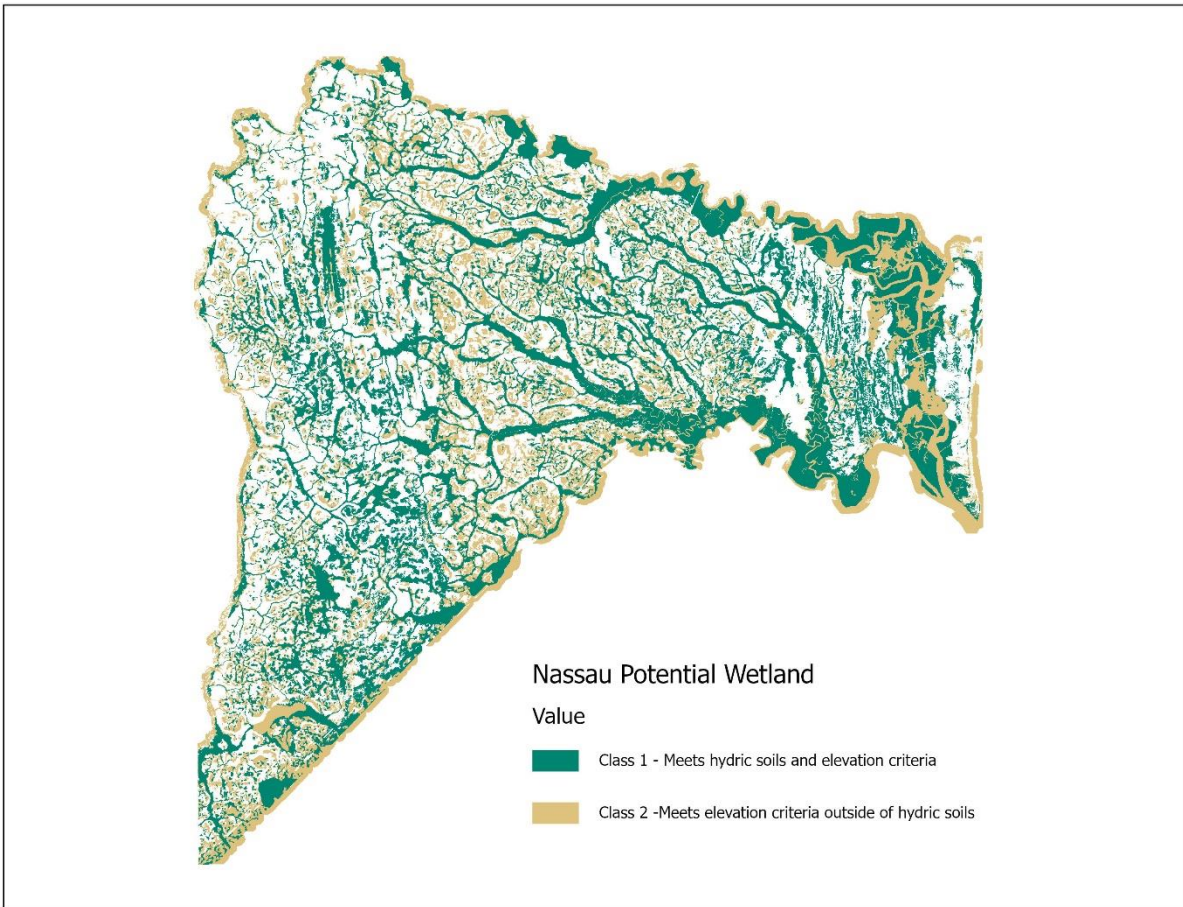 Nassau Potential Wetland
Value
Class 1 - Meets hydric soils and elevation criteria
Class 2 -Meets elevation criteria outside of hydric soils